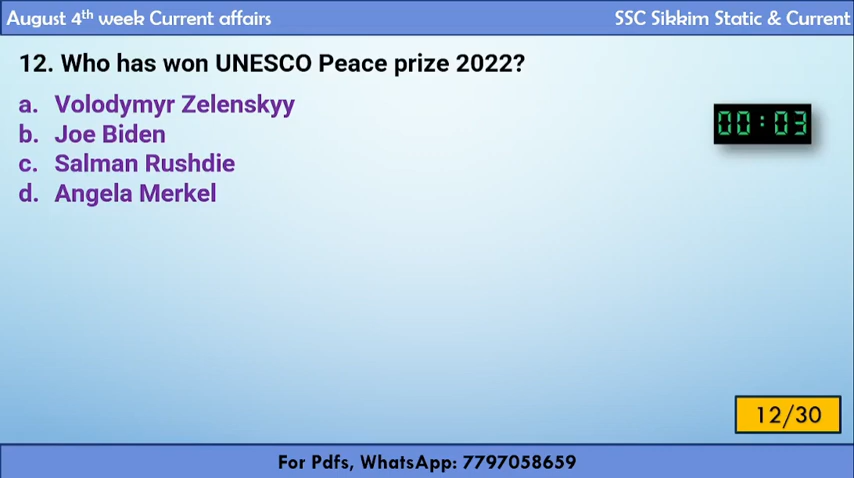 August 4th week Current affairs
SSC Sikkim Static & Current
12. Who has won UNESCO Peace prize 2022?
a. Volodymyr Zelenskyy
b. Joe Biden
c. Salman Rushdie
d. Angela Merkel
00:03
12/30
For Pdfs, WhatsApp: 7797058659